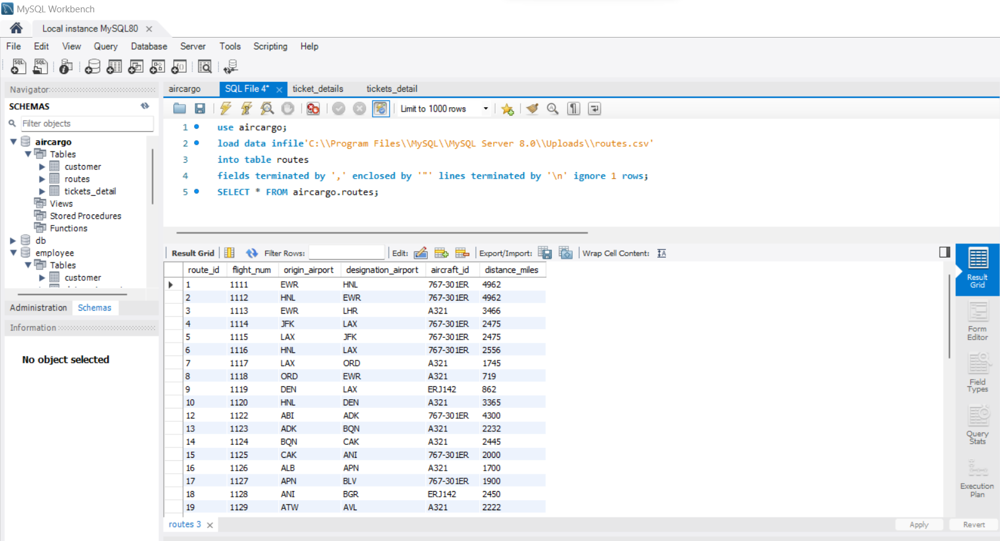 MySQL Workbench
Local instance MySQL80
File Edit View Query Database Server Tools Scripting Help
Navigator
SCHEMAS
Filter objects
aircargo
Tables
customer
routes
tickets_detail
Views
Stored Procedures
Functions
db
employee
Tables
customer
Administration Schemas
Information
No object selected
aircargo SQL File 4* ticket_details tickets_detail
Limit to 1000 rows
1 use aircargo;
2 load data infile'C:\\Program Files\\MySQL\\MySQL Server 8.0\\Uploads\\routes.csv'
3 into table routes
4 fields terminated by ',' enclosed by '"' lines terminated by '\n' ignore 1 rows;
5 SELECT * FROM aircargo.routes;
Result Grid Filter Rows: Edit: Export/Import: Wrap Cell Content:
route_id flight_num origin_airport designation_airport aircraft_id distance_miles
1 1111 EWR HNL 767-301ER 4962
2 1112 HNL EWR 767-301ER 4962
3 1113 EWR LHR A321 3466
4 1114 JFK LAX 767-301ER 2475
5 1115 LAX JFK 767-301ER 2475
6 1116 HNL LAX 767-301ER 2556
7 1117 LAX ORD A321 1745
8 1118 ORD EWR A321 719
9 1119 DEN LAX ERJ142 862
10 1120 HNL DEN A321 3365
12 1122 ABI ADK 767-301ER 4300
13 1123 ADK BQN A321 2232
14 1124 BQN CAK A321 2445
15 1125 CAK ANI 767-301ER 2000
16 1126 ALB APN A321 1700
17 1127 APN BLV 767-301ER 1900
18 1128 ANI BGR ERJ142 2450
19 1129 ATW AVL A321 2222
Result
Grid
Form
Editor
Field
Types
Query
Stats
Execution
Plan
routes 3
Apply Revert